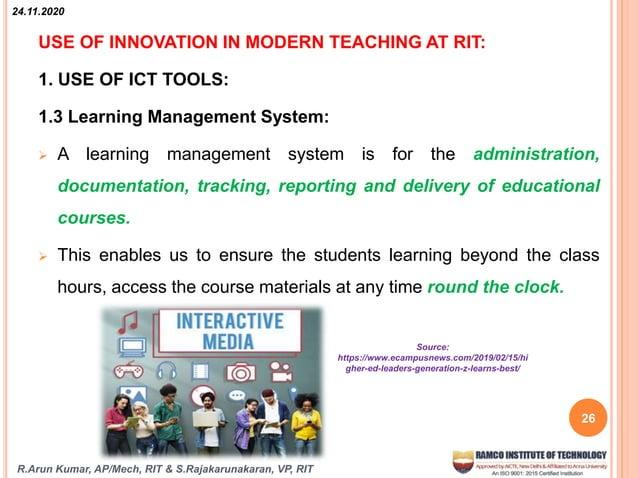 24.11.2020
USE OF INNOVATION IN MODERN TEACHING AT RIT:
1. USE OF ICT TOOLS:
1.3 Learning Management System:
A learning management system is for the administration,
documentation, tracking, reporting and delivery of educational
courses.
This enables us to ensure the students learning beyond the class
hours, access the course materials at any time round the clock.
INTERACTIVE
MEDIA
Source:
https://www.ecampusnews.com/2019/02/15/hi
gher-ed-leaders-generation-z-learns-best/
26
RAMCO INSTITUTE OF TECHNOLOGY
Approved by AICTE, New Delhi & Affiliated to Anna University
An ISO 9001: 2015 Certified Institution
R.Arun Kumar, AP/Mech, RIT & S.Rajakarunakaran, VP, RIT